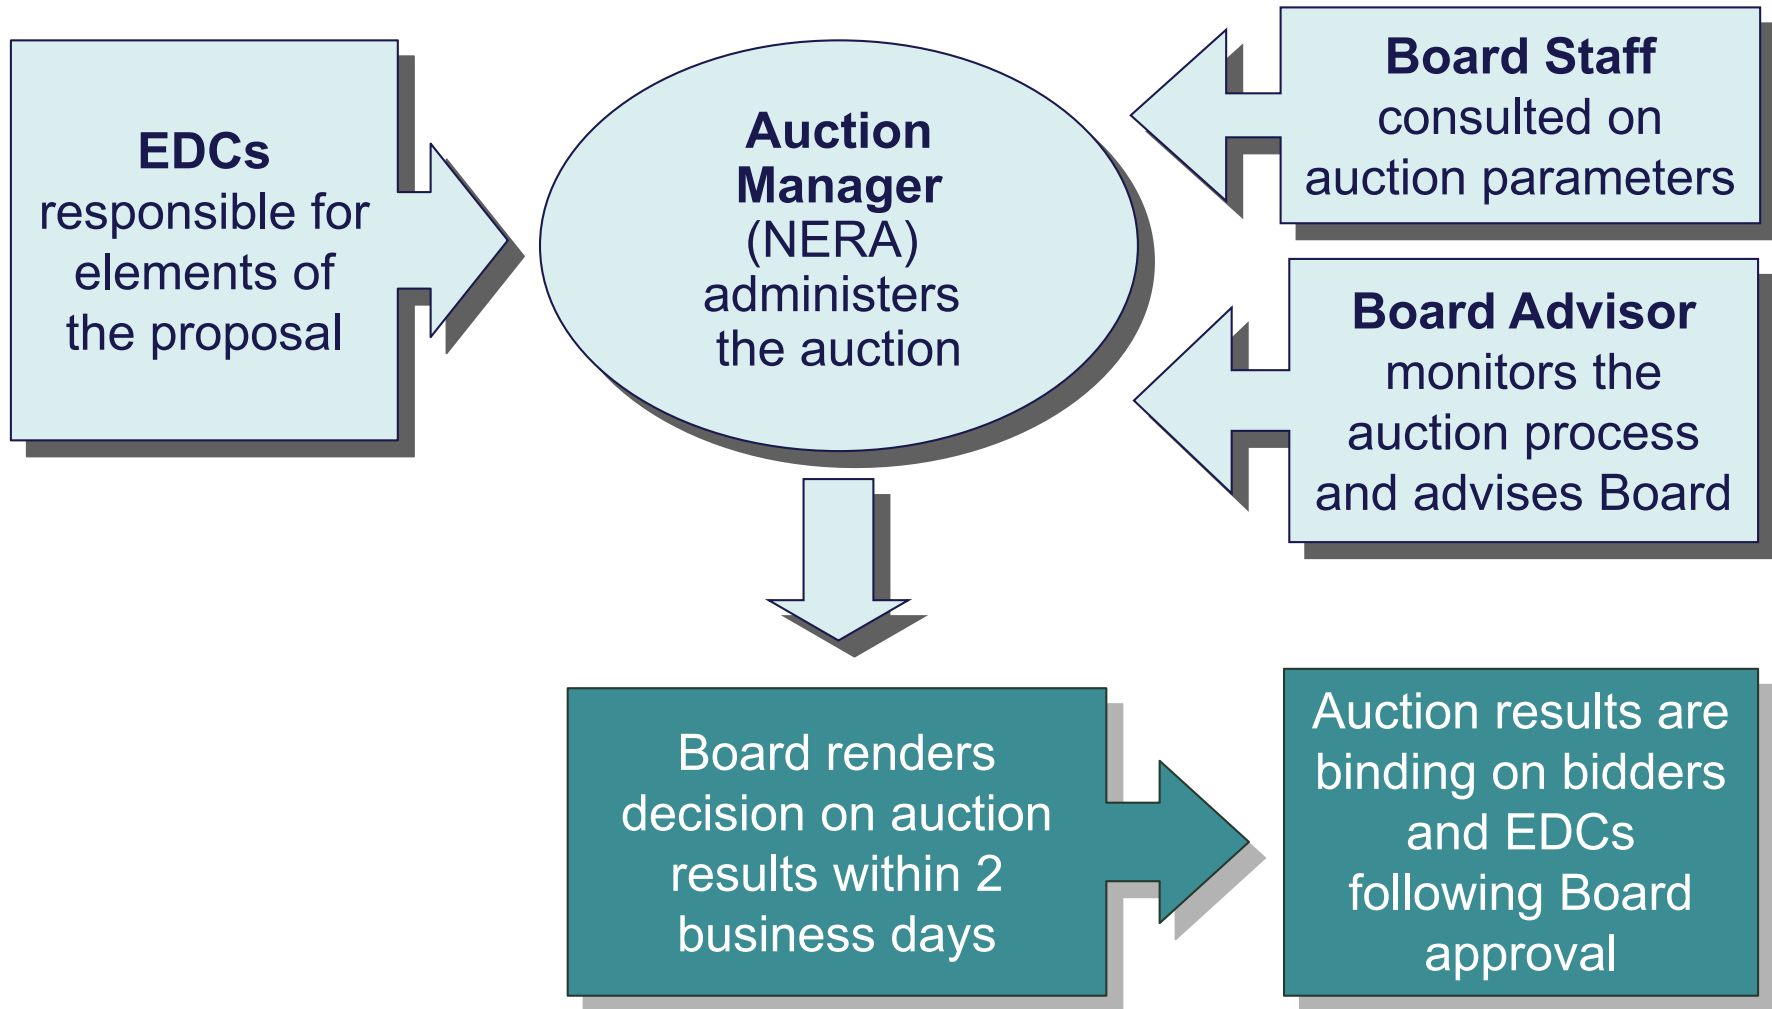 EDCs
responsible for
elements of
the proposal
Auction
Manager
(NERA)
administers
the auction
Board Staff
consulted on
auction parameters
Board Advisor
monitors the
auction process
and advises Board
Board renders
decision on auction
results within 2
business days
Auction results are
binding on bidders
and EDCs
following Board
approval